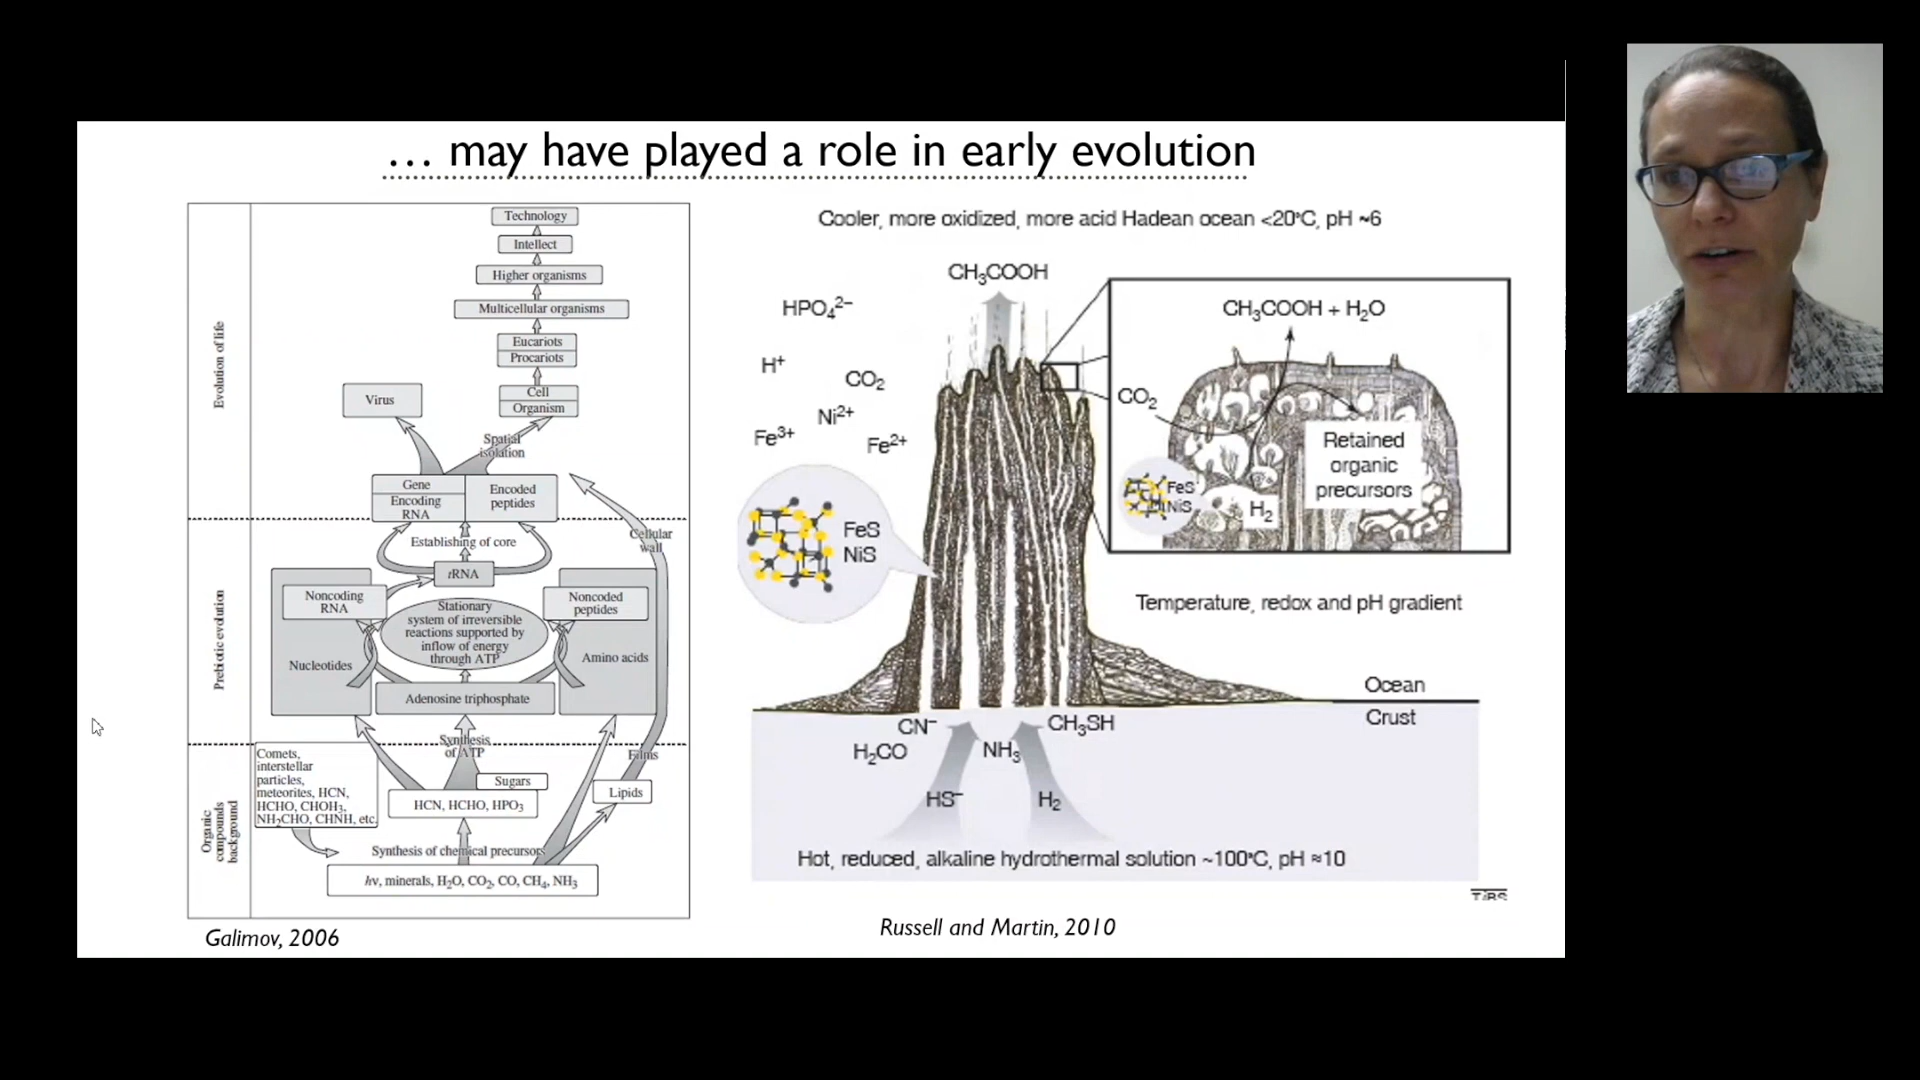 … may have played a role in early evolution
Evolution of life
Technology
Intellect
Higher organisms
Multicellular organisms
Eucariots
Procariots
Cell
Organism
Virus
Spatial
isolation
Gene
Encoding
RNA
Encoded
peptides
Prebiotic evolution
Establishing of core
Cellular
wall
tRNA
Noncoding
RNA
Noncoded
peptides
Stationary
system of irreversible
reactions supported by
inflow of energy
through ATP
Nucleotides
Amino acids
Adenosine triphosphate
Organic
compounds
background
Synthesis
of ATP
Films
Comets,
interstellar
particles,
meteorites, HCN,
HCHO, CHOH₃,
NH₂CHO, CHNH, etc.
Sugars
HCN, HCHO, HPO₃
Lipids
Synthesis of chemical precursors
hν, minerals, H₂O, CO₂, CO, CH₄, NH₃
Galimov, 2006
Cooler, more oxidized, more acid Hadean ocean <20°C, pH ≈6
CH₃COOH
HPO₄²⁻
H⁺
CO₂
Ni²⁺
Fe³⁺
Fe²⁺
FeS
NiS
CH₃COOH + H₂O
CO₂
Retained
organic
precursors
FeS
NiS
H₂
Temperature, redox and pH gradient
Ocean
Crust
CN⁻
CH₃SH
H₂CO
NH₃
HS⁻
H₂
Hot, reduced, alkaline hydrothermal solution ~100°C, pH ≈10
TiBS
Russell and Martin, 2010